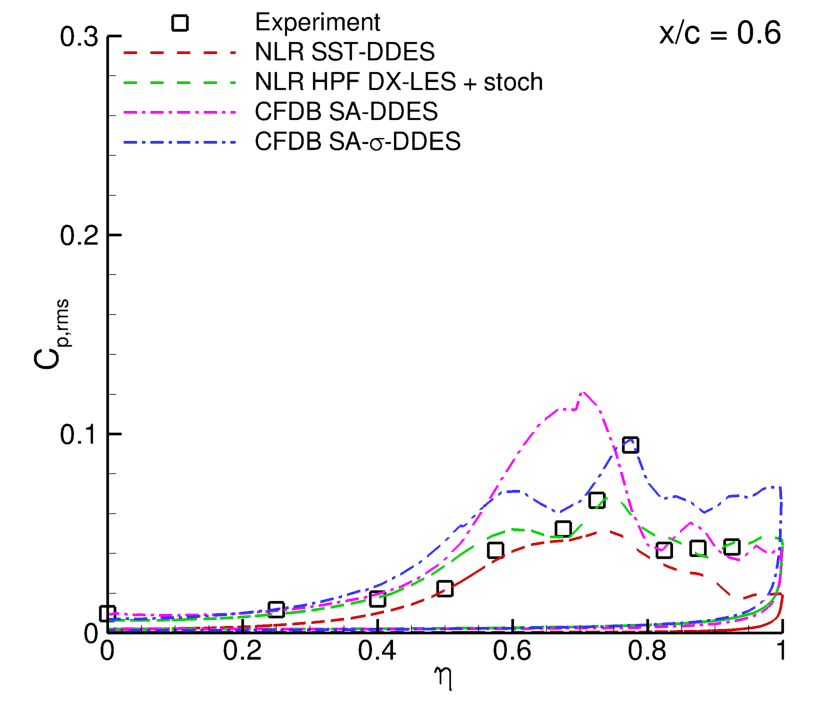 Experiment
x/c = 0.6
NLR SST-DDES
NLR HPF DX-LES + stoch
CFDB SA-DDES
CFDB SA-σ-DDES
0.3
0.2
0.1
0
Cp,rms
0 0.2 0.4 0.6 0.8 1
η